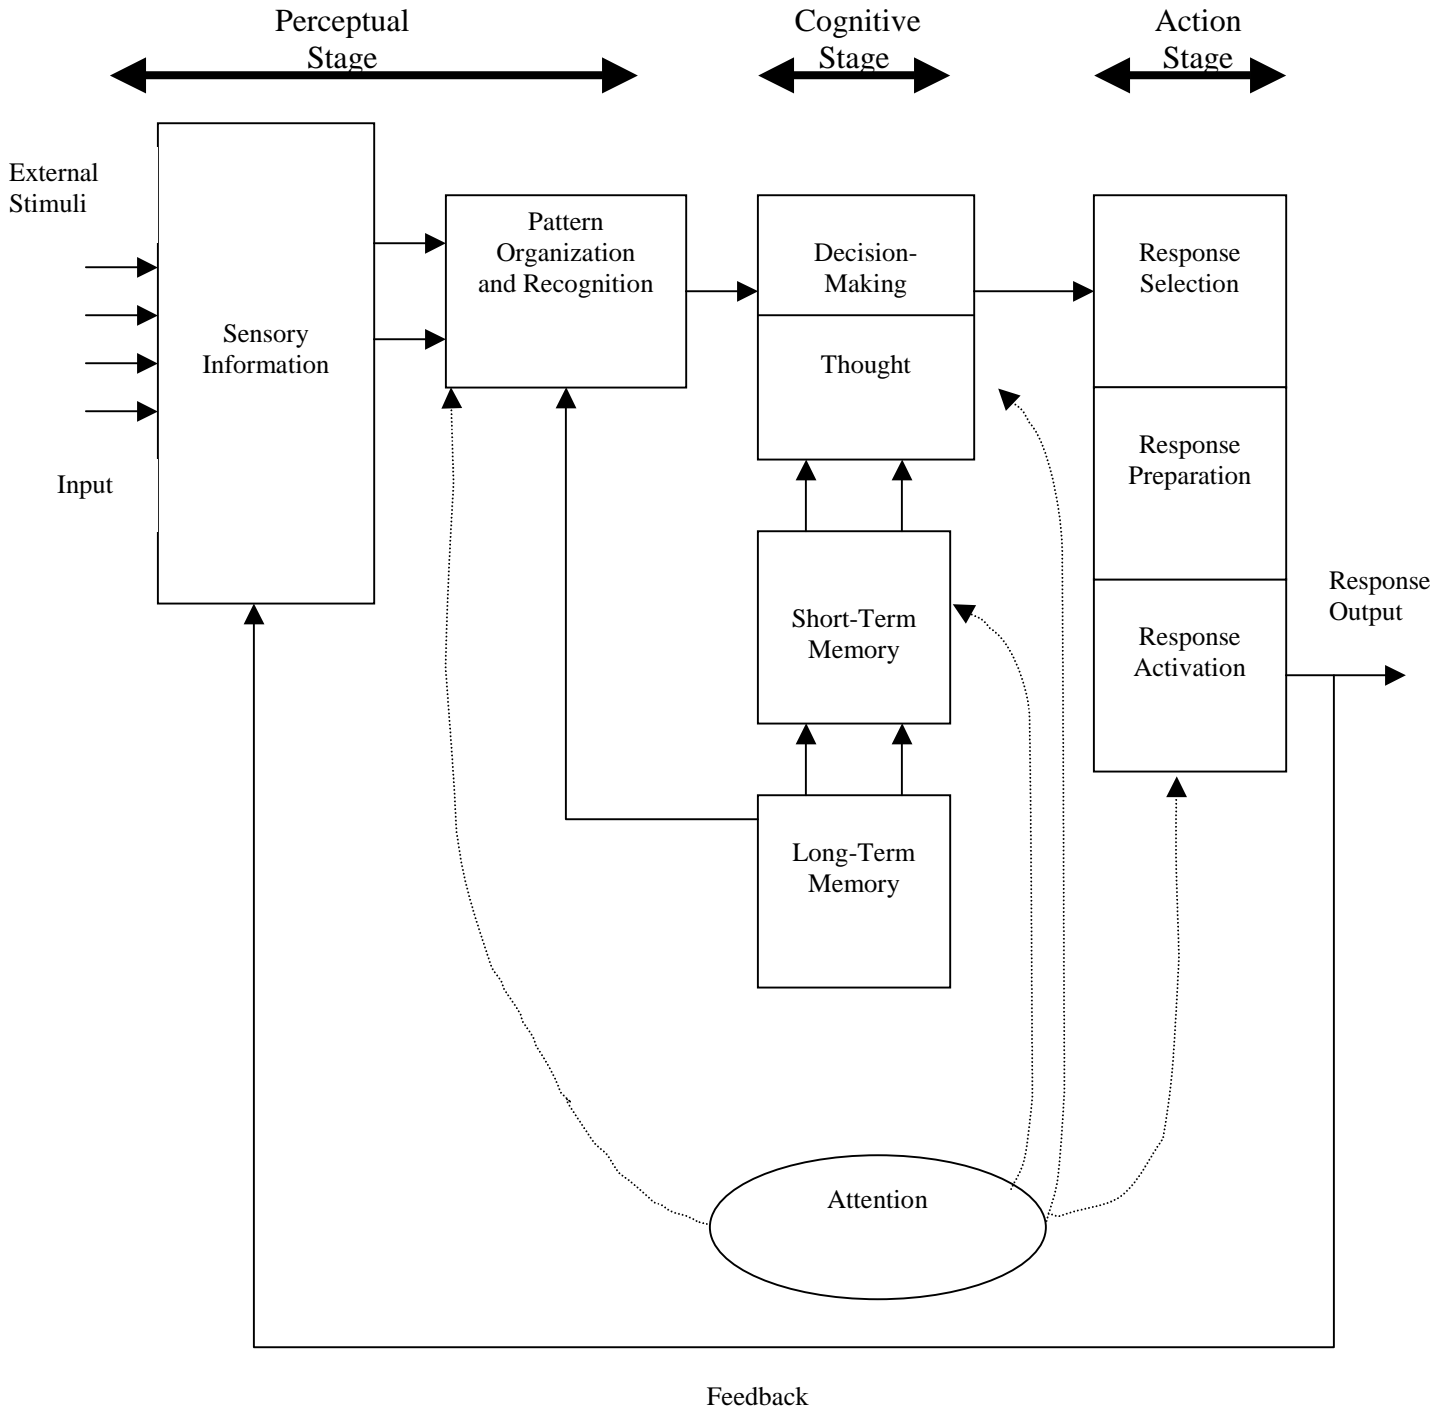 Perceptual
Stage
Cognitive
Stage
Action
Stage
External
Stimuli
Input
Sensory
Information
Pattern
Organization
and Recognition
Decision-
Making
Thought
Short-Term
Memory
Long-Term
Memory
Response
Selection
Response
Preparation
Response
Activation
Response
Output
Attention
Feedback